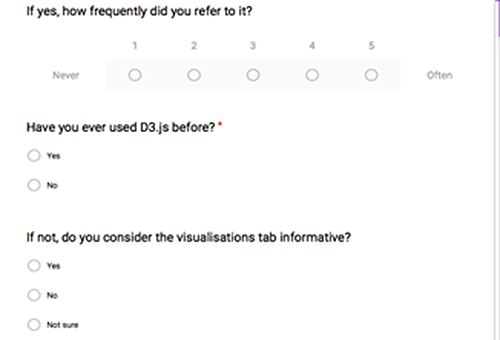 If yes, how frequently did you refer to it?
1 2 3 4 5
Never Often
Have you ever used D3.js before? *
Yes
No
If not, do you consider the visualisations tab informative?
Yes
No
Not sure